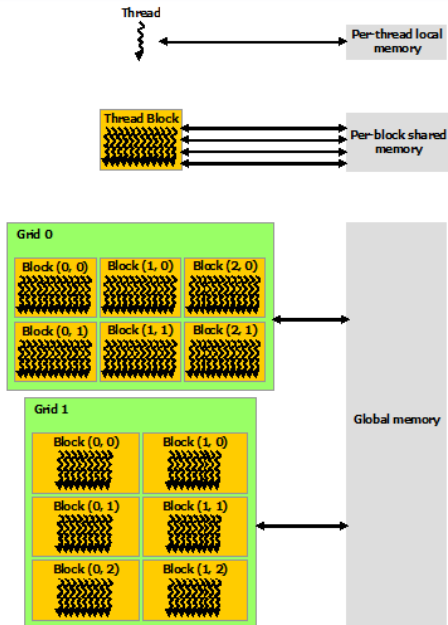 Thread
Per-thread local
memory
Thread Block
Per-block shared
memory
Grid 0
Block (0, 0) Block (1, 0) Block (2, 0)
Block (0, 1) Block (1, 1) Block (2, 1)
Global memory
Grid 1
Block (0, 0) Block (1, 0)
Block (0, 1) Block (1, 1)
Block (0, 2) Block (1, 2)